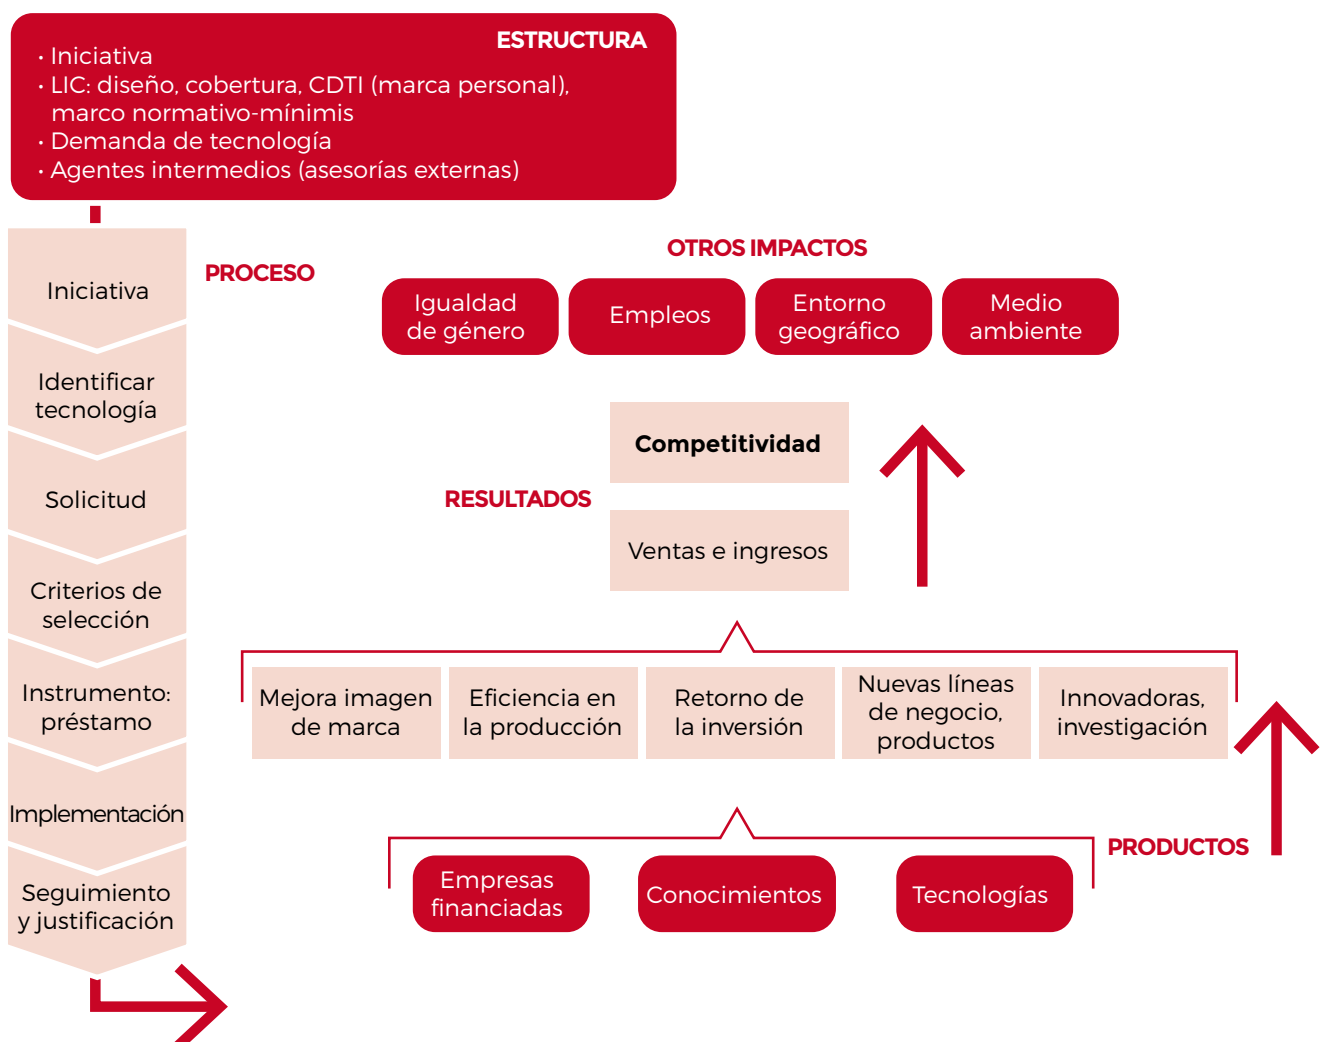 ESTRUCTURA
• Iniciativa
• LIC: diseño, cobertura, CDTI (marca personal),
marco normativo-mínimis
• Demanda de tecnología
• Agentes intermedios (asesorías externas)
PROCESO
Iniciativa
Identificar
tecnología
Solicitud
Criterios de
selección
Instrumento:
préstamo
Implementación
Seguimiento
y justificación
OTROS IMPACTOS
Igualdad
de género
Empleos
Entorno
geográfico
Medio
ambiente
Competitividad
RESULTADOS
Ventas e ingresos
Mejora imagen
de marca
Eficiencia en
la producción
Retorno de
la inversión
Nuevas líneas
de negocio,
productos
Innovadoras,
investigación
PRODUCTOS
Empresas
financiadas
Conocimientos
Tecnologías